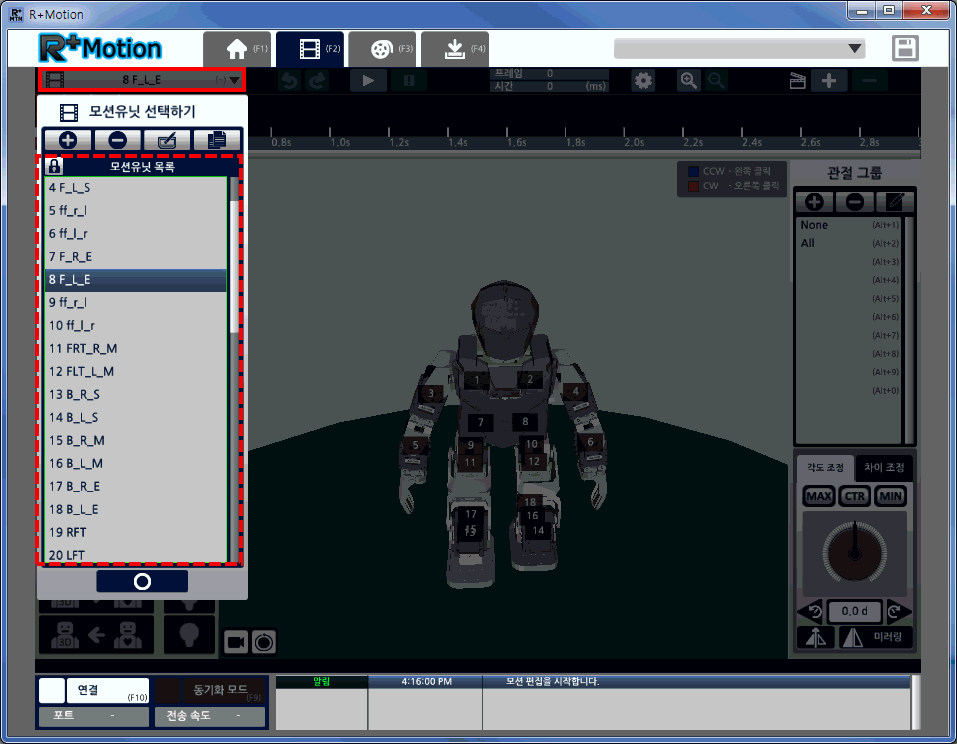 R+ MTN R+Motion
R+Motion (F1) (F2) (F3) (F4)
8 F_L_E (-)
프레임 0
시간 0 (ms)
모션유닛 선택하기
모션유닛 목록
4 F_L_S
5 ff_r_l
6 ff_l_r
7 F_R_E
8 F_L_E
9 ff_r_l
10 ff_l_r
11 FRT_R_M
12 FLT_L_M
13 B_R_S
14 B_L_S
15 B_R_M
16 B_L_M
17 B_R_E
18 B_L_E
19 RFT
20 LFT
0.8s 1.0s 1.2s 1.4s 1.6s 1.8s 2.0s 2.2s 2.4s 2.6s 2.8s
CCW - 왼쪽 클릭
CW - 오른쪽 클릭
1 2
3 4
7 8
5 9 10 6
11 12
18
17 16
15 14
13
관절 그룹
None (Alt+1)
All (Alt+2)
(Alt+3)
(Alt+4)
(Alt+5)
(Alt+6)
(Alt+7)
(Alt+8)
(Alt+9)
(Alt+0)
각도 조정 차이 조정
MAX CTR MIN
0.0 d
미러링
3D
3D
연결 (F10) 동기화 모드 (F9)
포트 - 전송 속도 -
알림 4:16:00 PM 모션 편집을 시작합니다.